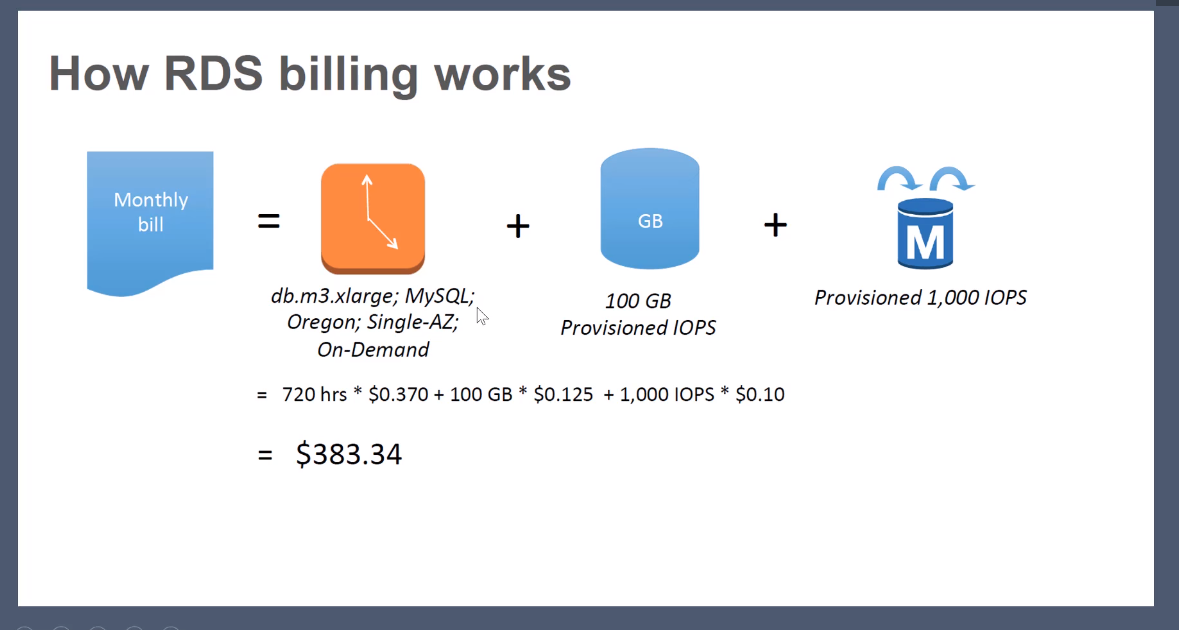 How RDS billing works
Monthly
bill
=
+
GB
+
M
db.m3.xlarge; MySQL;
Oregon; Single-AZ;
On-Demand
100 GB
Provisioned IOPS
Provisioned 1,000 IOPS
= 720 hrs * $0.370 + 100 GB * $0.125 + 1,000 IOPS * $0.10
= $383.34